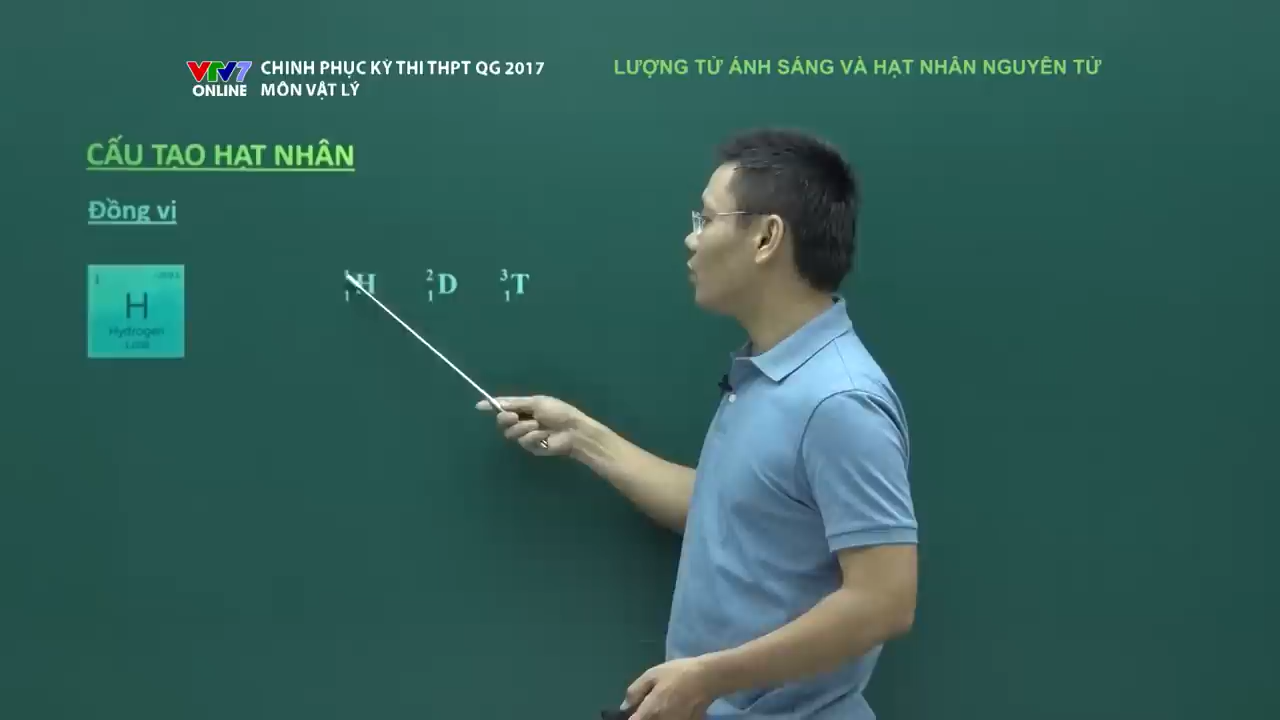 VTV7
ONLINE
CHINH PHỤC KỲ THI THPT QG 2017
MÔN VẬT LÝ
LƯỢNG TỬ ÁNH SÁNG VÀ HẠT NHÂN NGUYÊN TỬ
CẤU TẠO HẠT NHÂN
Đồng vị
1
H
Hydrogen
¹₁H ²₁D ³₁T